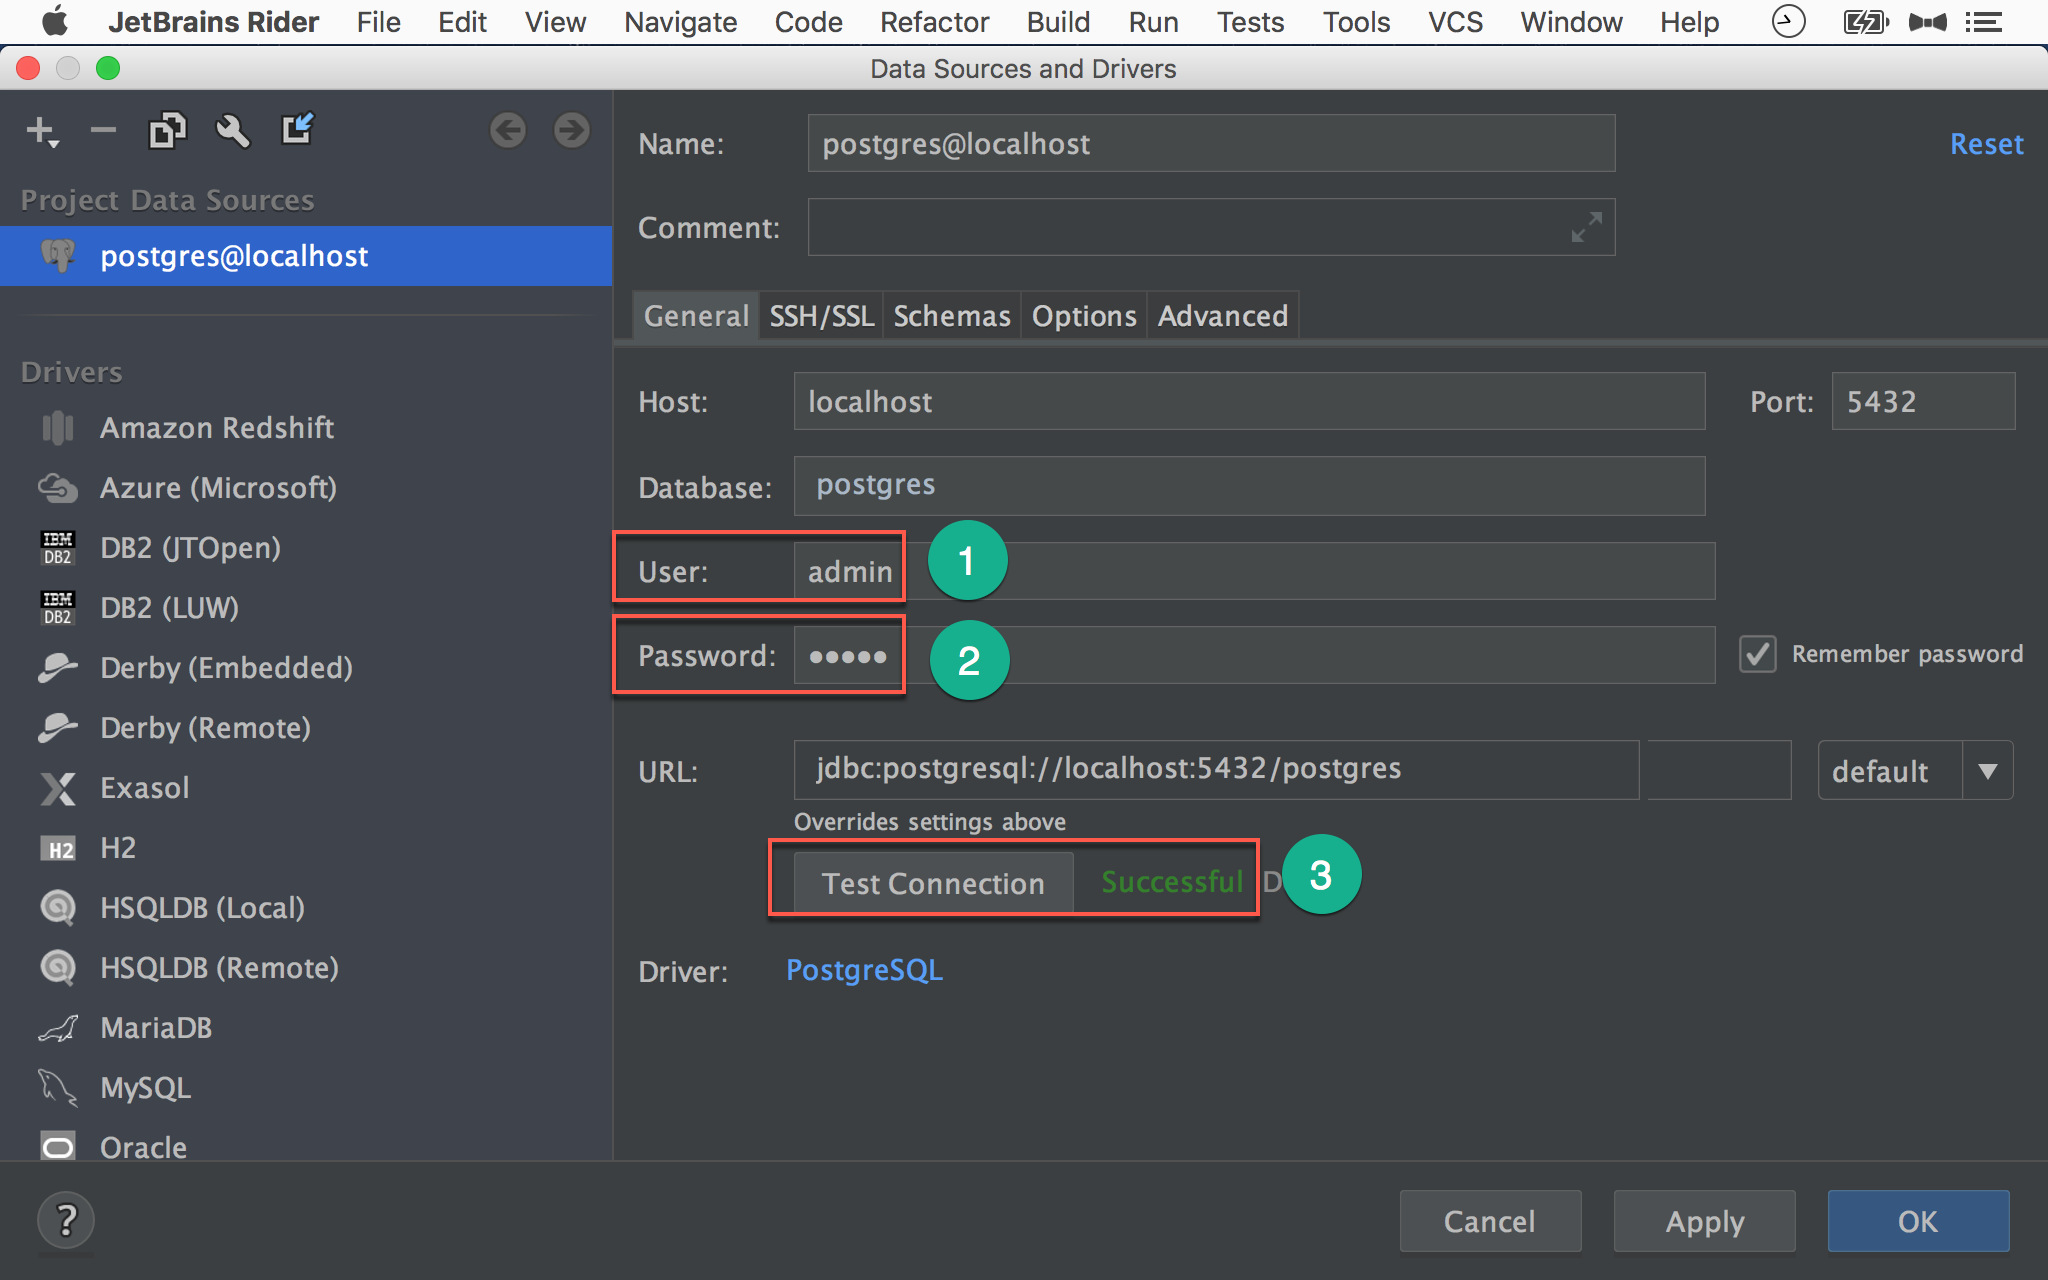 JetBrains Rider File Edit View Navigate Code Refactor Build Run Tests Tools VCS Window Help
Data Sources and Drivers
Project Data Sources
postgres@localhost
Drivers
Amazon Redshift
Azure (Microsoft)
IBM DB2 DB2 (JTOpen)
IBM DB2 DB2 (LUW)
Derby (Embedded)
Derby (Remote)
Exasol
H2 H2
HSQLDB (Local)
HSQLDB (Remote)
MariaDB
MySQL
Oracle
Name: postgres@localhost Reset
Comment:
General SSH/SSL Schemas Options Advanced
Host: localhost Port: 5432
Database: postgres
User: admin 1
Password: ••••• 2 Remember password
URL: jdbc:postgresql://localhost:5432/postgres default
Overrides settings above
Test Connection Successful D 3
Driver: PostgreSQL
? Cancel Apply OK